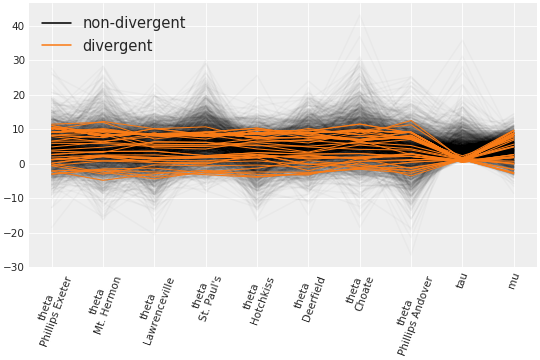 non-divergent
divergent
40
30
20
10
0
−10
−20
−30
theta
Phillips Exeter
theta
Mt. Hermon
theta
Lawrenceville
theta
St. Paul's
theta
Hotchkiss
theta
Deerfield
theta
Choate
theta
Phillips Andover
tau
mu